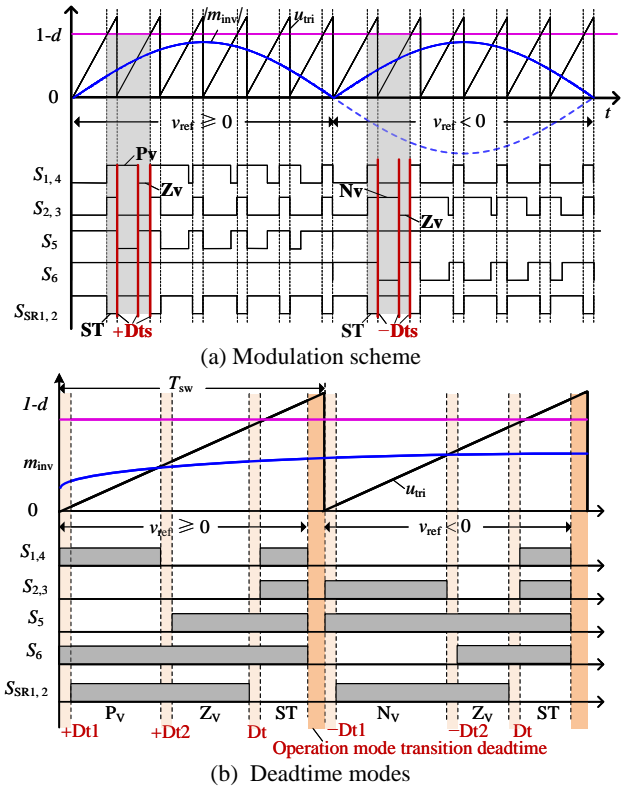 1-d
|m_inv|
u_tri
0
t
v_ref ≥ 0
v_ref < 0
Pv
Zv
Nv
Zv
S_1,4
S_2,3
S_5
S_6
S_SR1, 2
ST
+Dts
ST
−Dts
(a) Modulation scheme
T_sw
1-d
m_inv
0
u_tri
v_ref ≥ 0
v_ref < 0
S_1,4
S_2,3
S_5
S_6
S_SR1, 2
P_V
Z_V
ST
N_V
Z_V
ST
+Dt1
+Dt2
Dt
−Dt1
−Dt2
Dt
Operation mode transition deadtime
(b) Deadtime modes